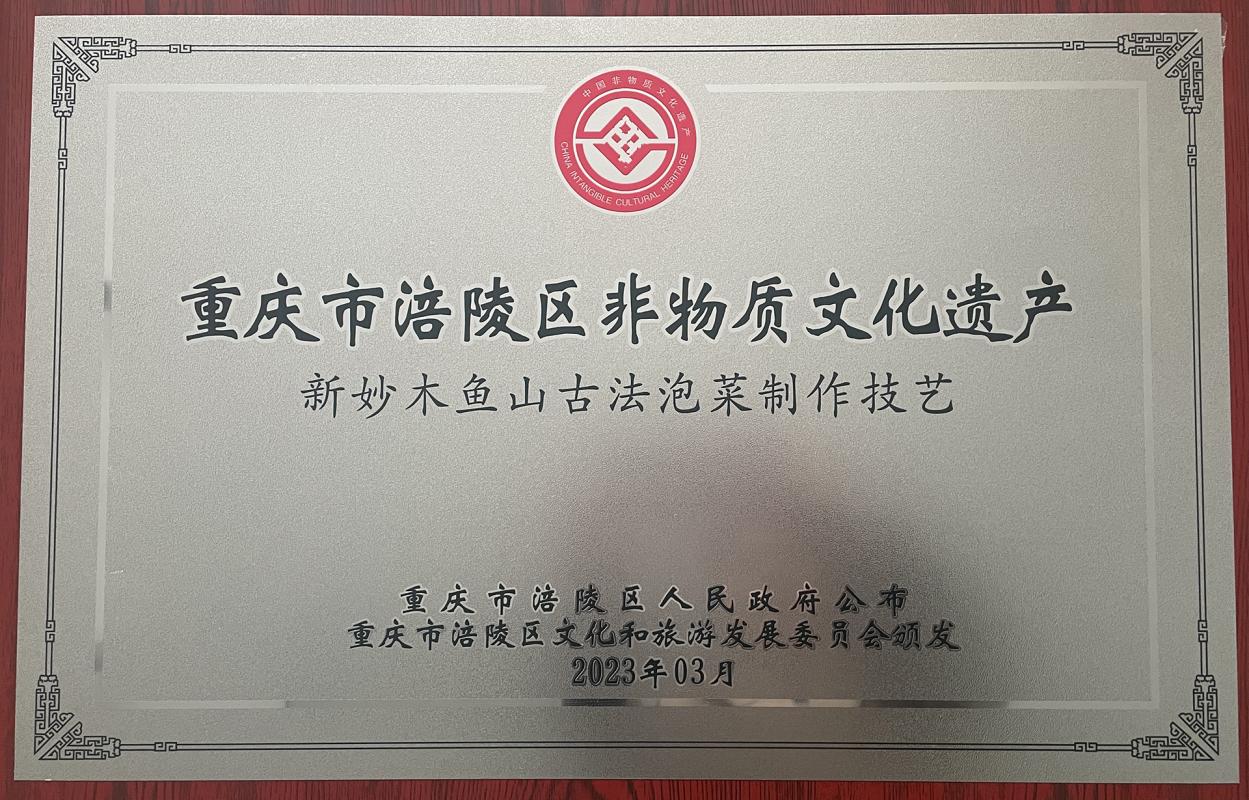 中国非物质文化遗产
CHINA INTANGIBLE CULTURAL HERITAGE
重庆市涪陵区非物质文化遗产
新妙木鱼山古法泡菜制作技艺
重庆市涪陵区人民政府公布
重庆市涪陵区文化和旅游发展委员会颁发
2023年03月